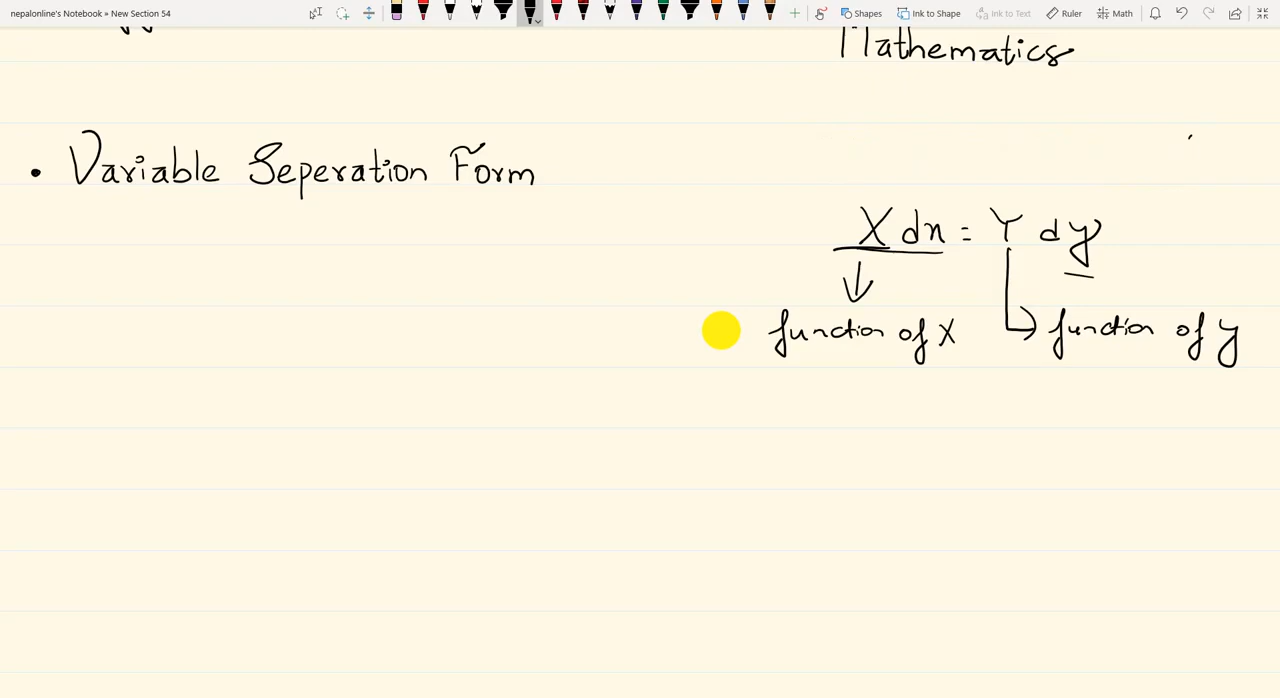 nepalonline's Notebook » New Section 54
Shapes Ink to Shape Ink to Text Ruler Math
Mathematics
• Variable Seperation Form
X dx = Y dy
function of X function of y